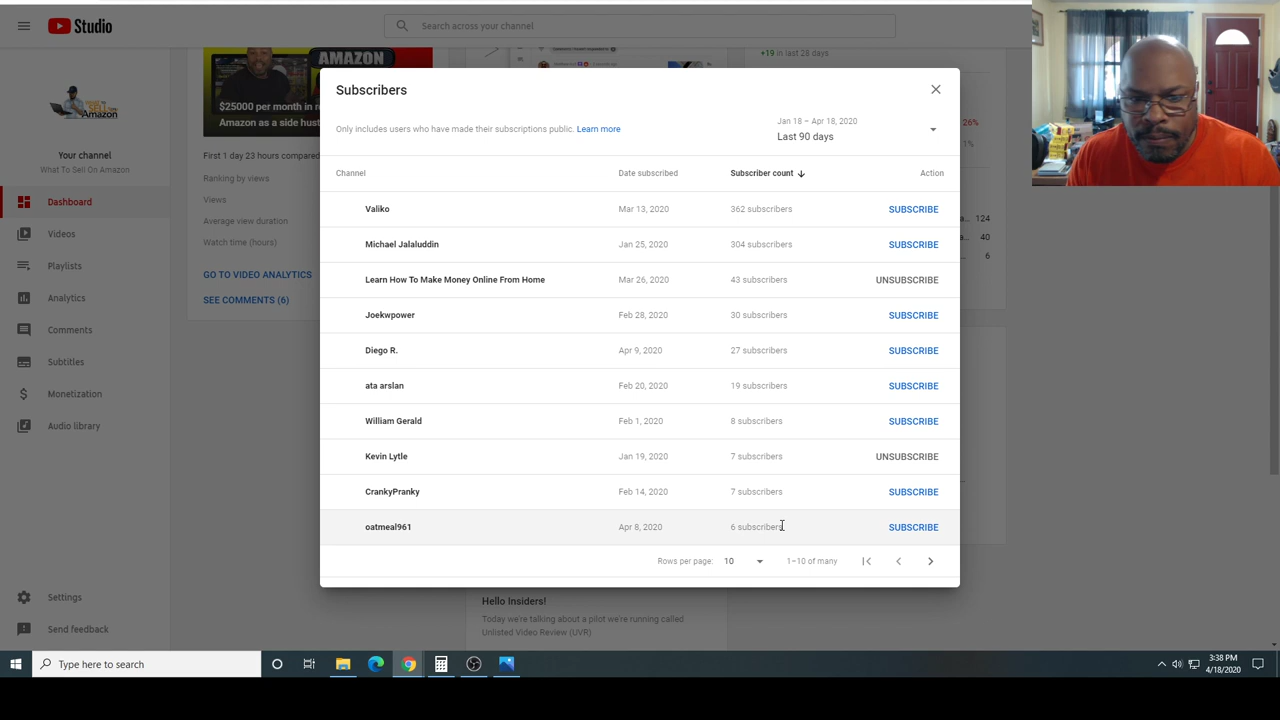 Studio
Search across your channel
+19 in last 28 days
AMAZON
$25000 per month in r
Amazon as a side hust
Your channel
What To Sell On Amazon
Dashboard
Videos
Playlists
Analytics
Comments
Subtitles
Monetization
Audio library
Settings
Send feedback
First 1 day 23 hours compared
Ranking by views
Views
Average view duration
Watch time (hours)
GO TO VIDEO ANALYTICS
SEE COMMENTS (6)
Subscribers
Only includes users who have made their subscriptions public. Learn more
Jan 18 – Apr 18, 2020
Last 90 days
Channel Date subscribed Subscriber count Action
Valiko Mar 13, 2020 362 subscribers SUBSCRIBE
Michael Jalaluddin Jan 25, 2020 304 subscribers SUBSCRIBE
Learn How To Make Money Online From Home Mar 26, 2020 43 subscribers UNSUBSCRIBE
Joekwpower Feb 28, 2020 30 subscribers SUBSCRIBE
Diego R. Apr 9, 2020 27 subscribers SUBSCRIBE
ata arslan Feb 20, 2020 19 subscribers SUBSCRIBE
William Gerald Feb 1, 2020 8 subscribers SUBSCRIBE
Kevin Lytle Jan 19, 2020 7 subscribers UNSUBSCRIBE
CrankyPranky Feb 14, 2020 7 subscribers SUBSCRIBE
oatmeal961 Apr 8, 2020 6 subscribers SUBSCRIBE
Rows per page: 10 1–10 of many
26%
1%
a... 124
a... 40
6
Hello Insiders!
Today we're talking about a pilot we're running called
Unlisted Video Review (UVR)
Type here to search
3:38 PM
4/18/2020